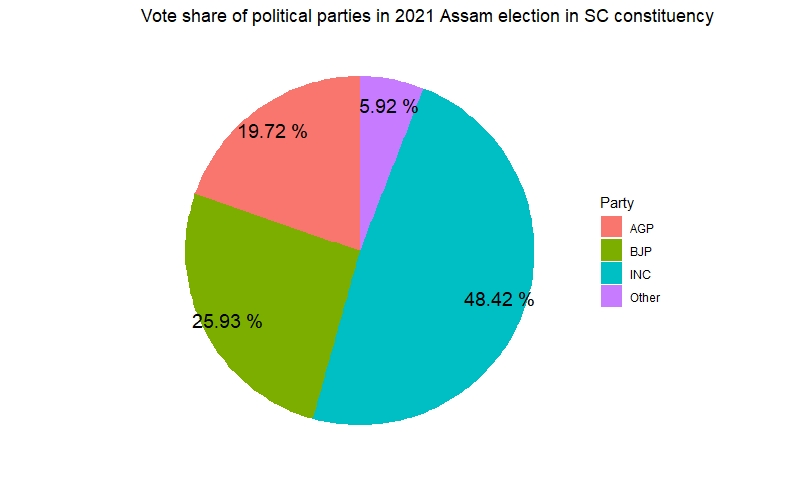 Vote share of political parties in 2021 Assam election in SC constituency
5.92 %
19.72 %
Party
AGP
BJP
INC
Other
48.42 %
25.93 %